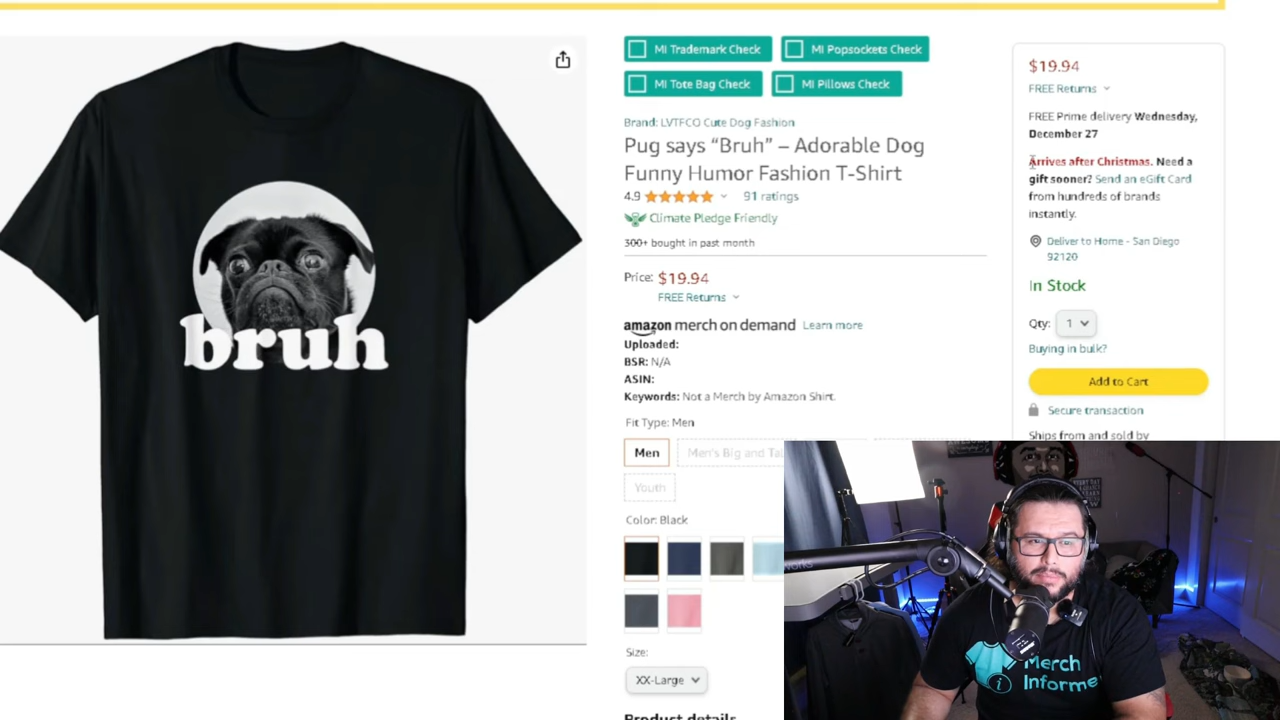 bruh
MI Trademark Check
MI Popsockets Check
MI Tote Bag Check
MI Pillows Check
Brand: LVTFCO Cute Dog Fashion
Pug says “Bruh” – Adorable Dog
Funny Humor Fashion T-Shirt
4.9
91 ratings
Climate Pledge Friendly
300+ bought in past month
Price: $19.94
FREE Returns
amazon merch on demand Learn more
Uploaded:
BSR: N/A
ASIN:
Keywords: Not a Merch by Amazon Shirt.
Fit Type: Men
Men
Men's Big and Tal
Youth
Color: Black
Size:
XX-Large
Product details
$19.94
FREE Returns
FREE Prime delivery Wednesday,
December 27
Arrives after Christmas. Need a
gift sooner? Send an eGift Card
from hundreds of brands
instantly.
Deliver to Home - San Diego
92120
In Stock
Qty: 1
Buying in bulk?
Add to Cart
Secure transaction
Ships from and sold by
Merch
Informe